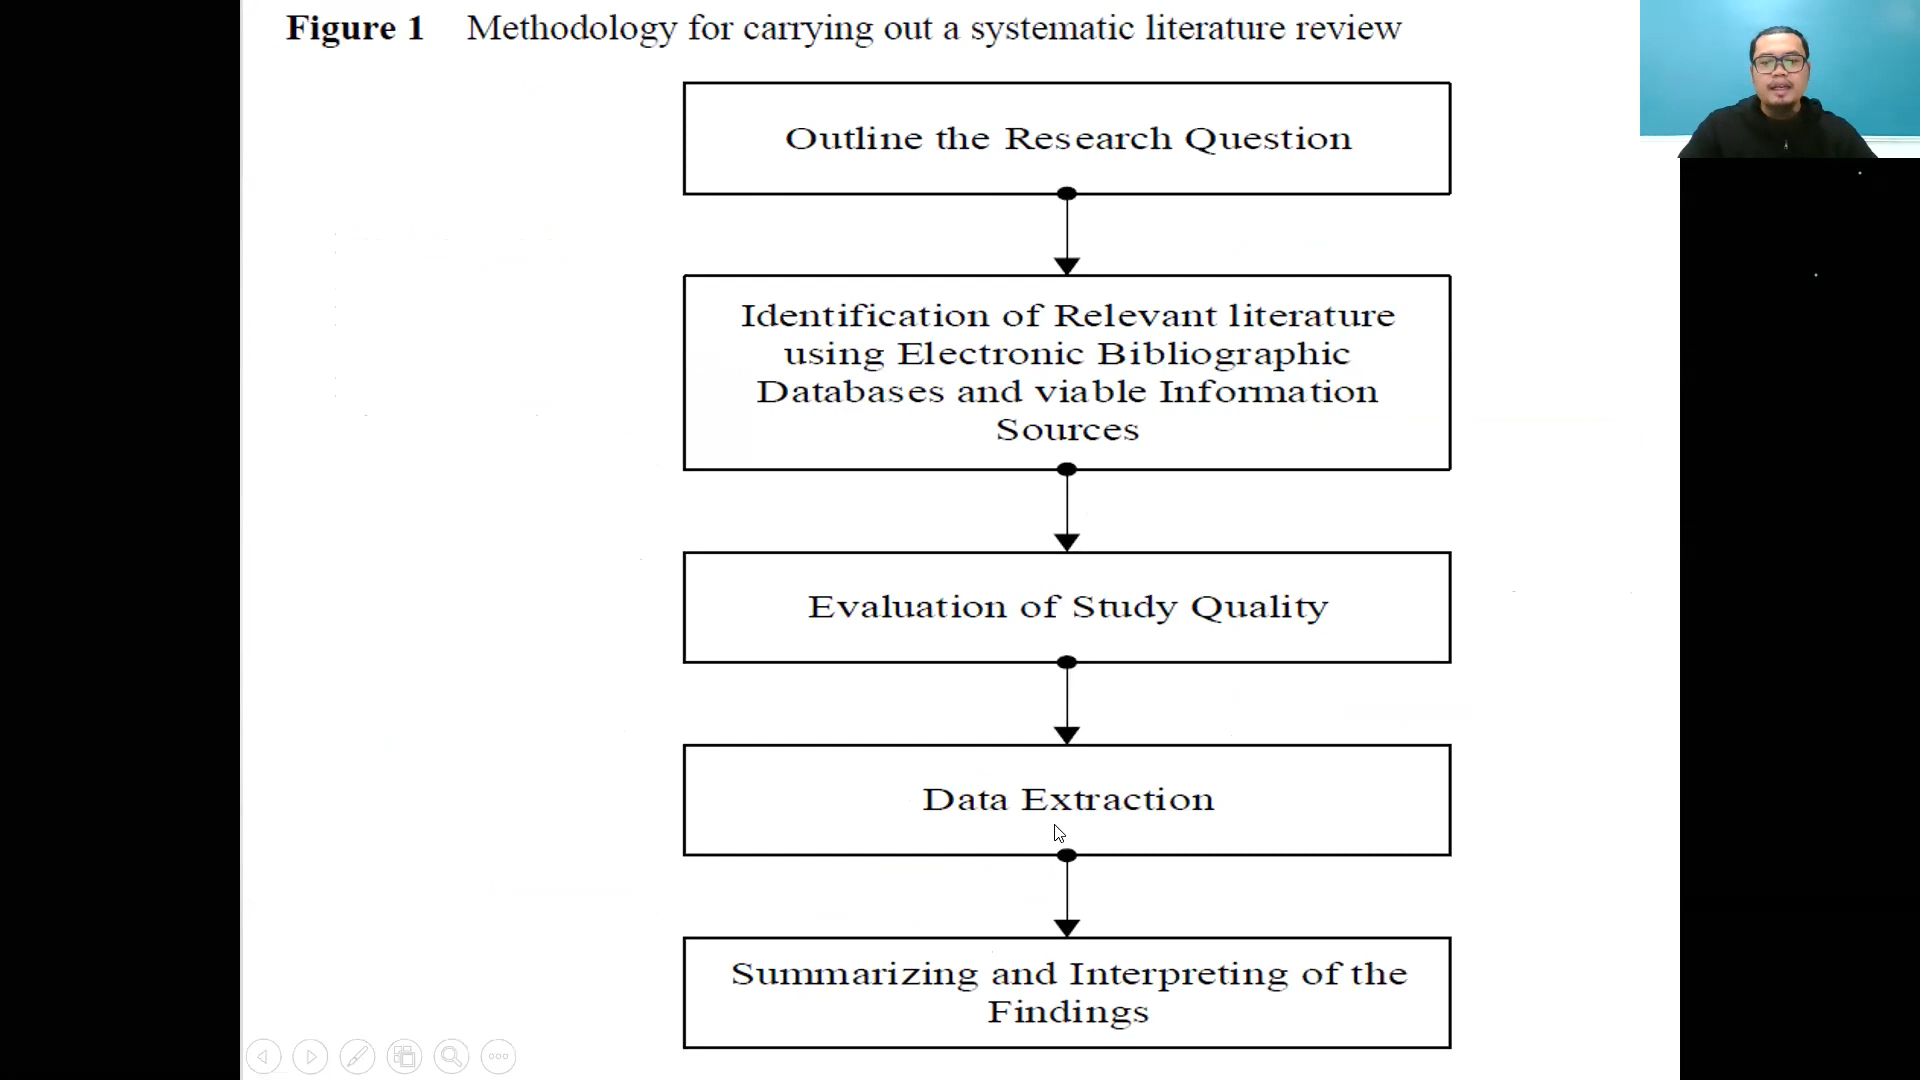 Figure 1 Methodology for carrying out a systematic literature review
Outline the Research Question
Identification of Relevant literature
using Electronic Bibliographic
Databases and viable Information
Sources
Evaluation of Study Quality
Data Extraction
Summarizing and Interpreting of the
Findings